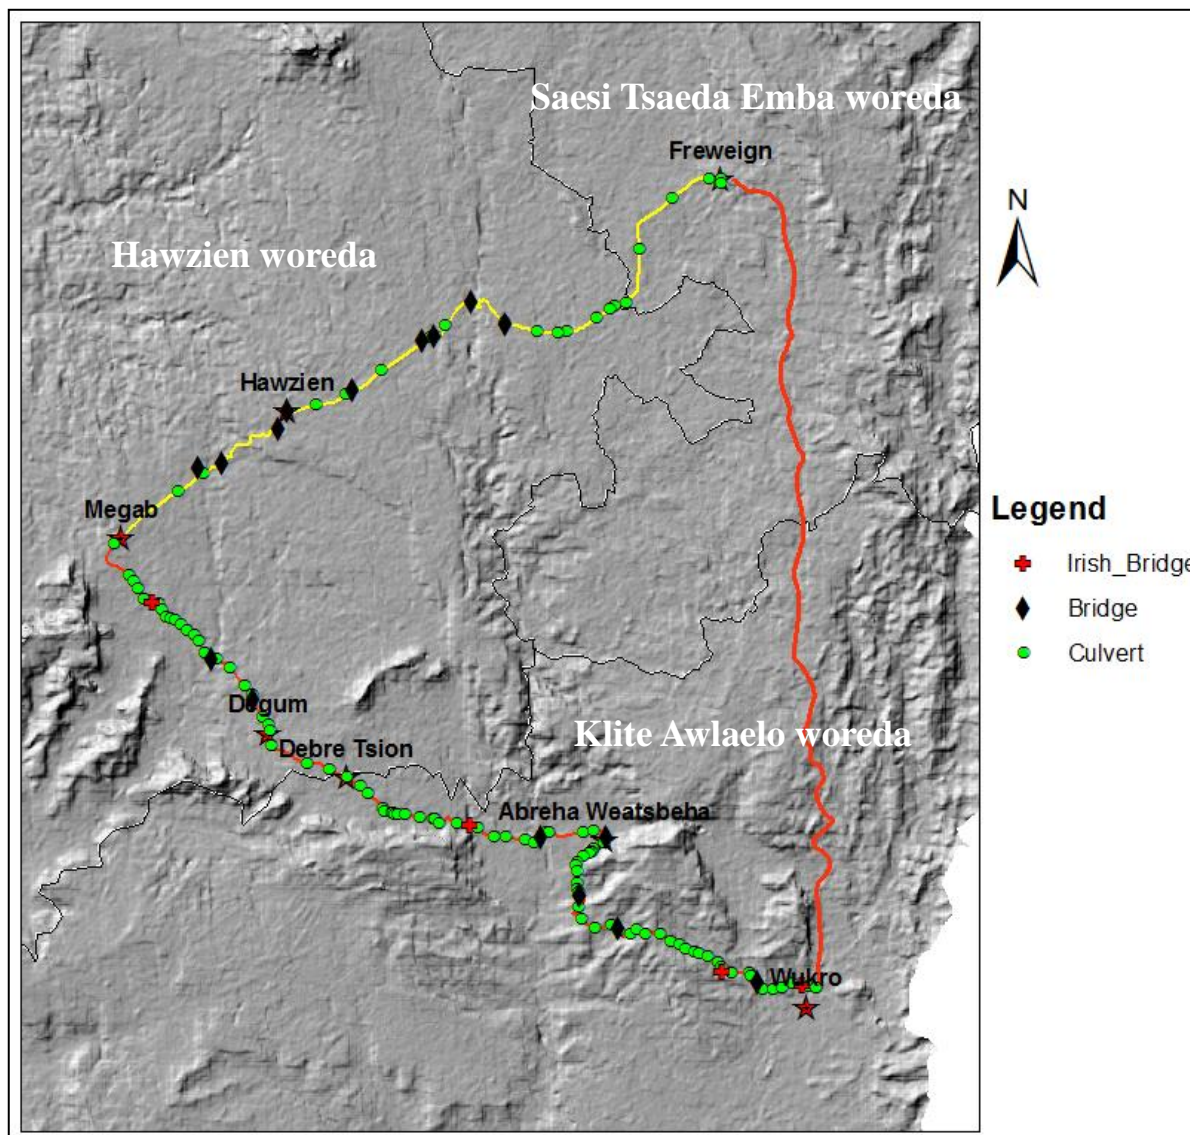 Saesi Tsaeda Emba woreda
Freweign
N
Hawzien woreda
Hawzien
Megab
Legend
Irish_Bridge
Bridge
Culvert
Dugum
Klite Awlaelo woreda
Debre Tsion
Abreha Weatsbeha
Wukro